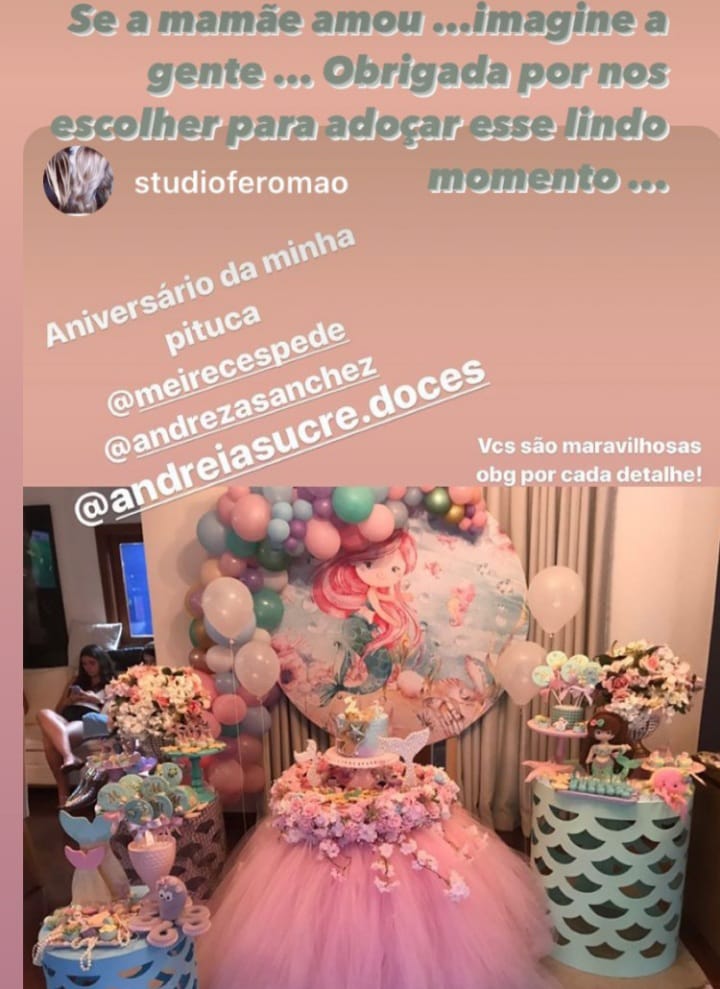 Se a mamãe amou ...imagine a
gente ... Obrigada por nos
escolher para adoçar esse lindo
momento ...
studioferomao
Aniversário da minha
pituca
@meirecespede
@andrezasanchez
@andreiasucre.doces
Vcs são maravilhosas
obg por cada detalhe!